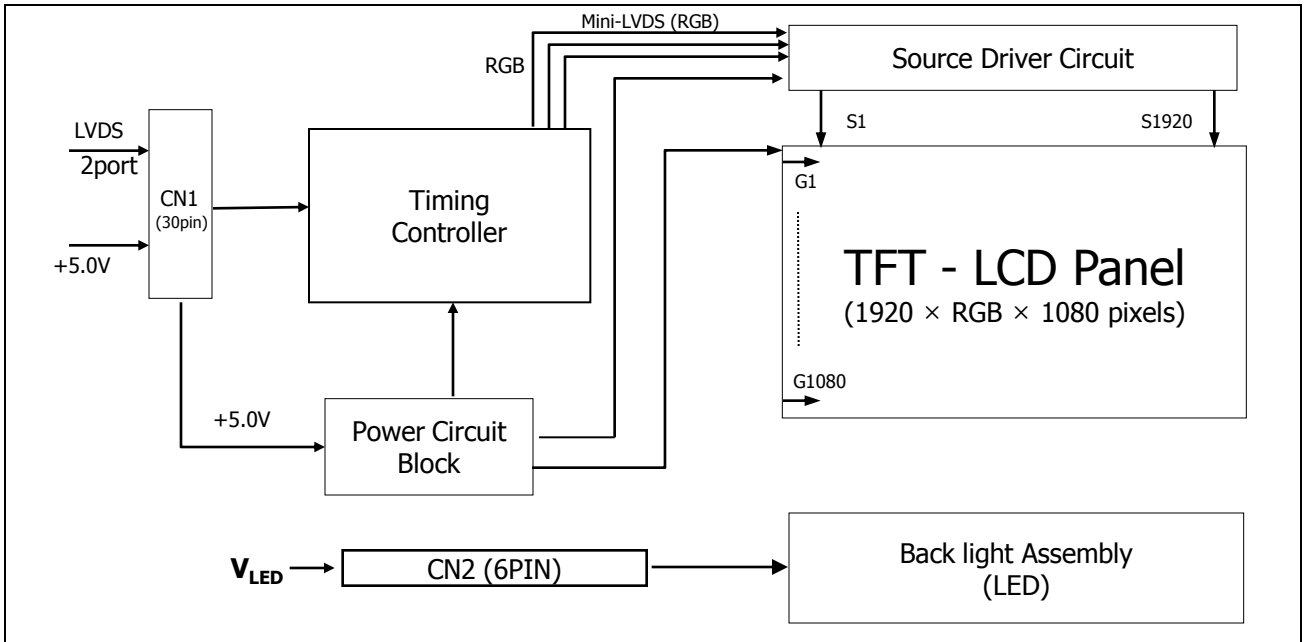 Mini-LVDS (RGB)
RGB
Source Driver Circuit
LVDS
2port
CN1
(30pin)
+5.0V
Timing
Controller
S1
S1920
G1
TFT - LCD Panel
(1920 × RGB × 1080 pixels)
G1080
+5.0V
Power Circuit
Block
VLED
CN2 (6PIN)
Back light Assembly
(LED)